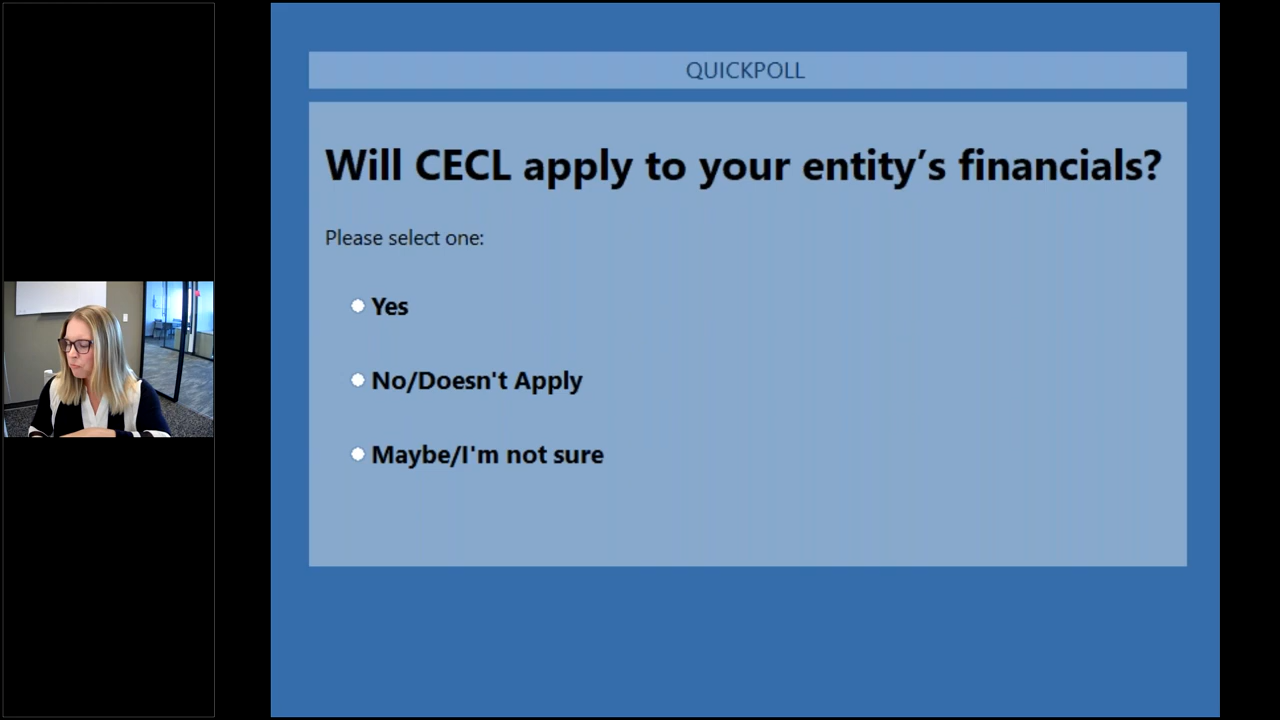 QUICKPOLL
Will CECL apply to your entity’s financials?
Please select one:
Yes
No/Doesn't Apply
Maybe/I'm not sure